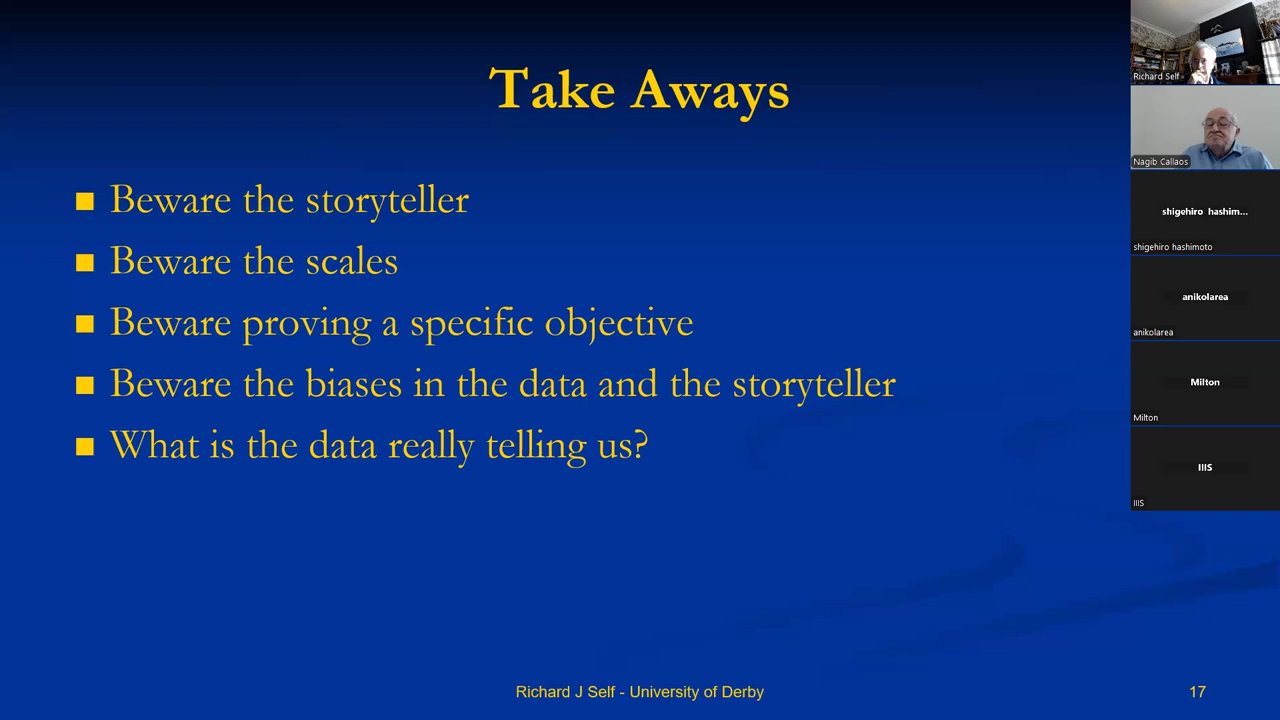 Take Aways
Beware the storyteller
Beware the scales
Beware proving a specific objective
Beware the biases in the data and the storyteller
What is the data really telling us?
Richard J Self - University of Derby
17
Richard Self
Nagib Callaos
shigehiro hashim...
shigehiro hashimoto
anikolarea
anikolarea
Milton
Milton
IIIS
IIIS